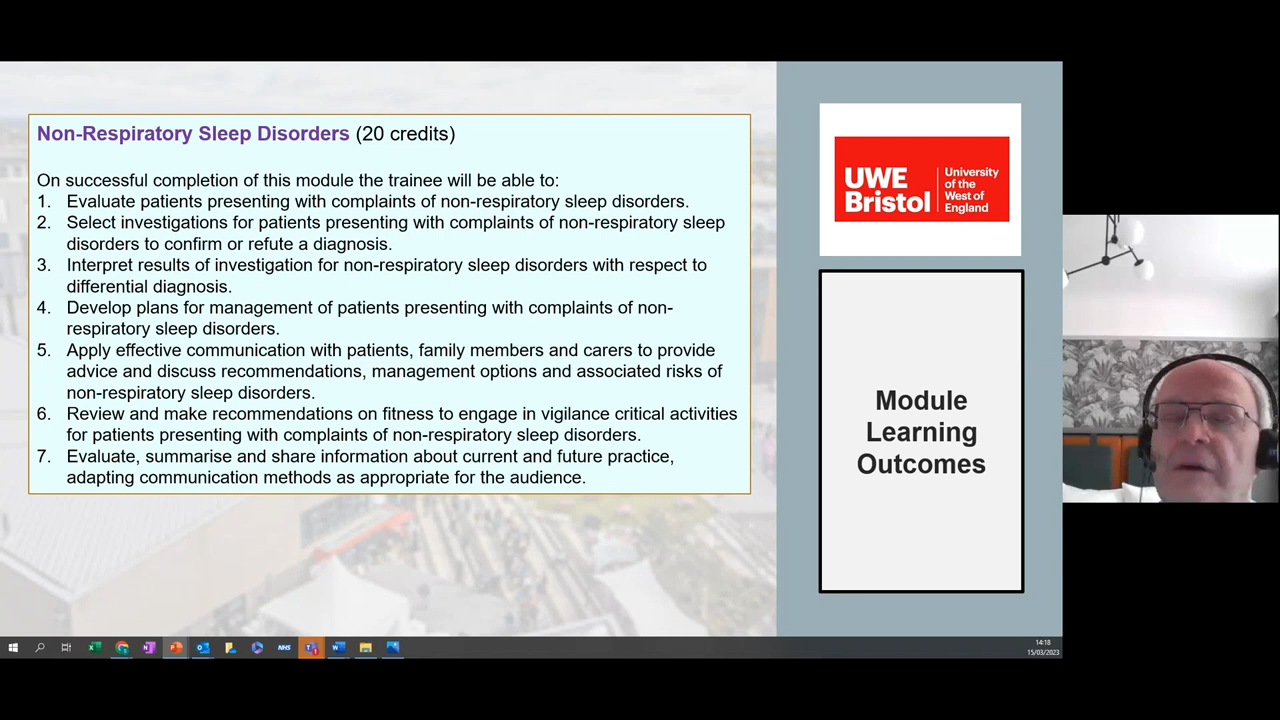 Non-Respiratory Sleep Disorders (20 credits)
On successful completion of this module the trainee will be able to:
1. Evaluate patients presenting with complaints of non-respiratory sleep disorders.
2. Select investigations for patients presenting with complaints of non-respiratory sleep
disorders to confirm or refute a diagnosis.
3. Interpret results of investigation for non-respiratory sleep disorders with respect to
differential diagnosis.
4. Develop plans for management of patients presenting with complaints of non-
respiratory sleep disorders.
5. Apply effective communication with patients, family members and carers to provide
advice and discuss recommendations, management options and associated risks of
non-respiratory sleep disorders.
6. Review and make recommendations on fitness to engage in vigilance critical activities
for patients presenting with complaints of non-respiratory sleep disorders.
7. Evaluate, summarise and share information about current and future practice,
adapting communication methods as appropriate for the audience.
UWE
Bristol
University
of the
West of
England
Module
Learning
Outcomes
NHS
14:18
15/03/2023